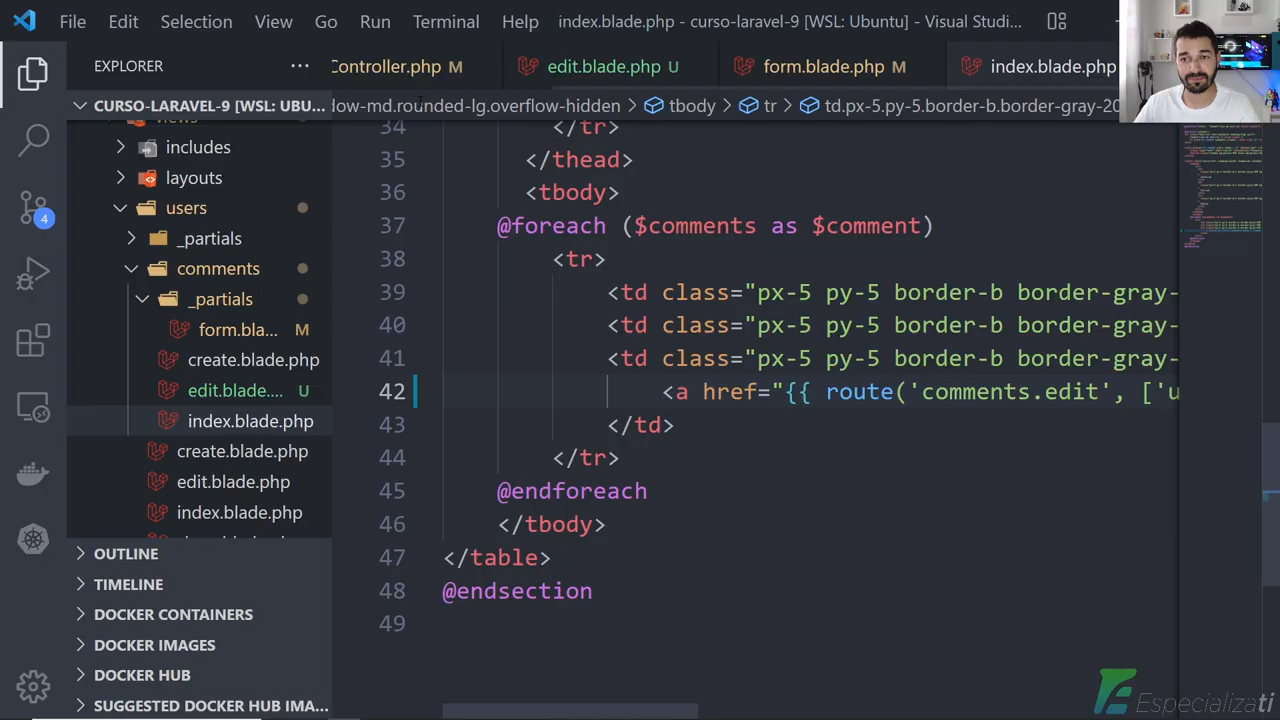 File Edit Selection View Go Run Terminal Help index.blade.php - curso-laravel-9 [WSL: Ubuntu] - Visual Studi...
EXPLORER
Controller.php M edit.blade.php U form.blade.php M index.blade.php
CURSO-LARAVEL-9 [WSL: UBU...
low-md.rounded-lg.overflow-hidden > tbody > tr > td.px-5.py-5.border-b.border-gray-20
includes
layouts
users
_partials
comments
_partials
form.bla... M
create.blade.php
edit.blade.... U
index.blade.php
create.blade.php
edit.blade.php
index.blade.php
OUTLINE
TIMELINE
DOCKER CONTAINERS
DOCKER IMAGES
DOCKER HUB
SUGGESTED DOCKER HUB IMA...
4
34 </tr>
35 </thead>
36 <tbody>
37 @foreach ($comments as $comment)
38 <tr>
39 <td class="px-5 py-5 border-b border-gray-
40 <td class="px-5 py-5 border-b border-gray-
41 <td class="px-5 py-5 border-b border-gray-
42 <a href="{{ route('comments.edit', ['u
43 </td>
44 </tr>
45 @endforeach
46 </tbody>
47 </table>
48 @endsection
49
Especializati